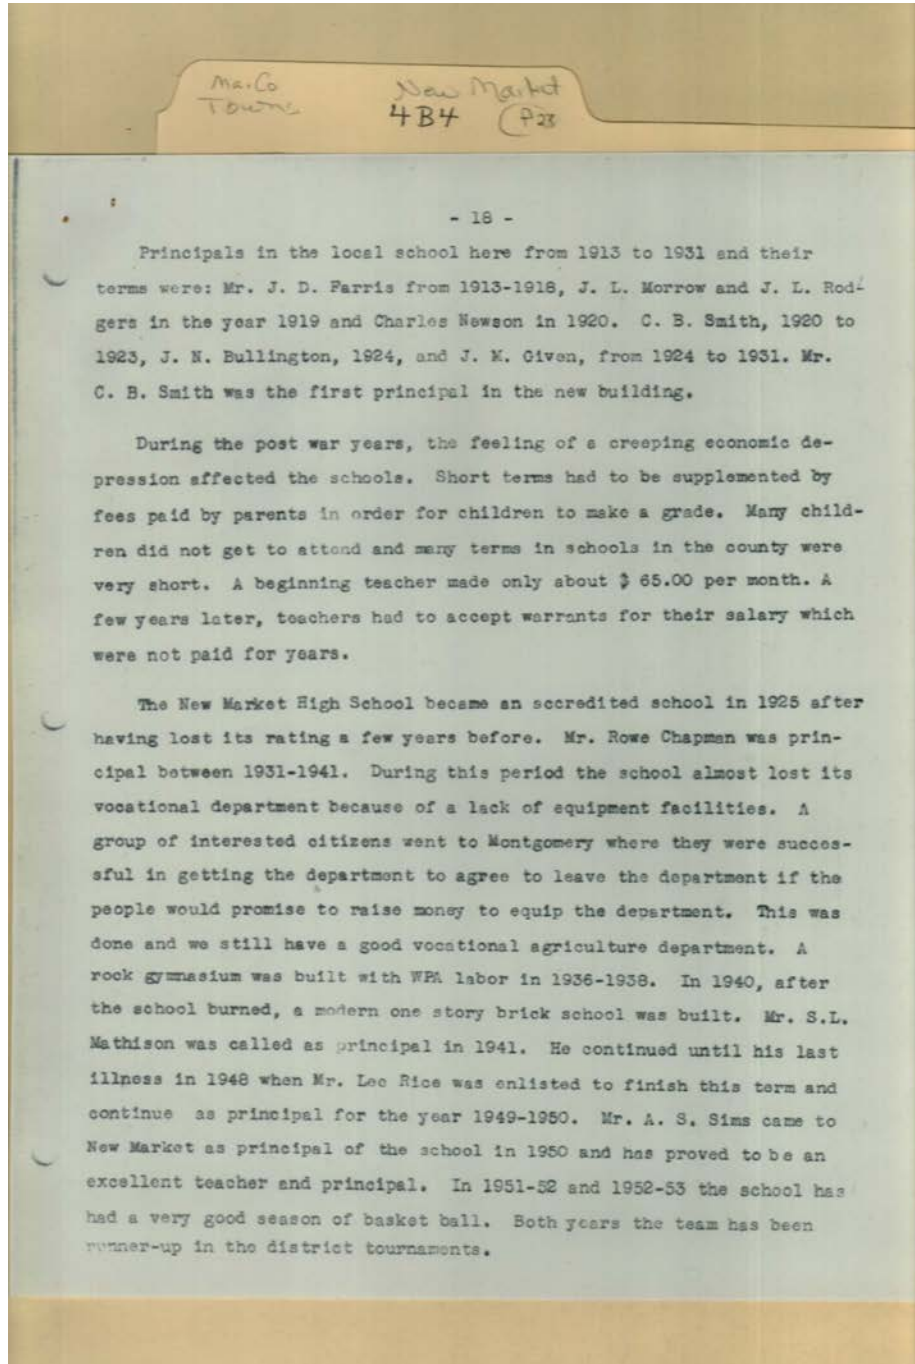 Ma. Co
Towns
New Market
4B4 (P23
- 18 -
Principals in the local school here from 1913 to 1931 and their
terms were: Mr. J. D. Farris from 1913-1918, J. L. Morrow and J. L. Rod-
gers in the year 1919 and Charles Newson in 1920. C. B. Smith, 1920 to
1923, J. N. Bullington, 1924, and J. M. Given, from 1924 to 1931. Mr.
C. B. Smith was the first principal in the new building.
During the post war years, the feeling of a creeping economic de-
pression affected the schools. Short terms had to be supplemented by
fees paid by parents in order for children to make a grade. Many child-
ren did not get to attend and many terms in schools in the county were
very short. A beginning teacher made only about $ 65.00 per month. A
few years later, teachers had to accept warrants for their salary which
were not paid for years.
The New Market High School became an accredited school in 1925 after
having lost its rating a few years before. Mr. Rowe Chapman was prin-
cipal between 1931-1941. During this period the school almost lost its
vocational department because of a lack of equipment facilities. A
group of interested citizens went to Montgomery where they were succes-
sful in getting the department to agree to leave the department if the
people would promise to raise money to equip the department. This was
done and we still have a good vocational agriculture department. A
rock gymnasium was built with WPA labor in 1936-1938. In 1940, after
the school burned, a modern one story brick school was built. Mr. S.L.
Mathison was called as principal in 1941. He continued until his last
illness in 1948 when Mr. Leo Rice was enlisted to finish this term and
continue as principal for the year 1949-1950. Mr. A. S. Sims came to
New Market as principal of the school in 1950 and has proved to be an
excellent teacher and principal. In 1951-52 and 1952-53 the school has
had a very good season of basket ball. Both years the team has been
runner-up in the district tournaments.